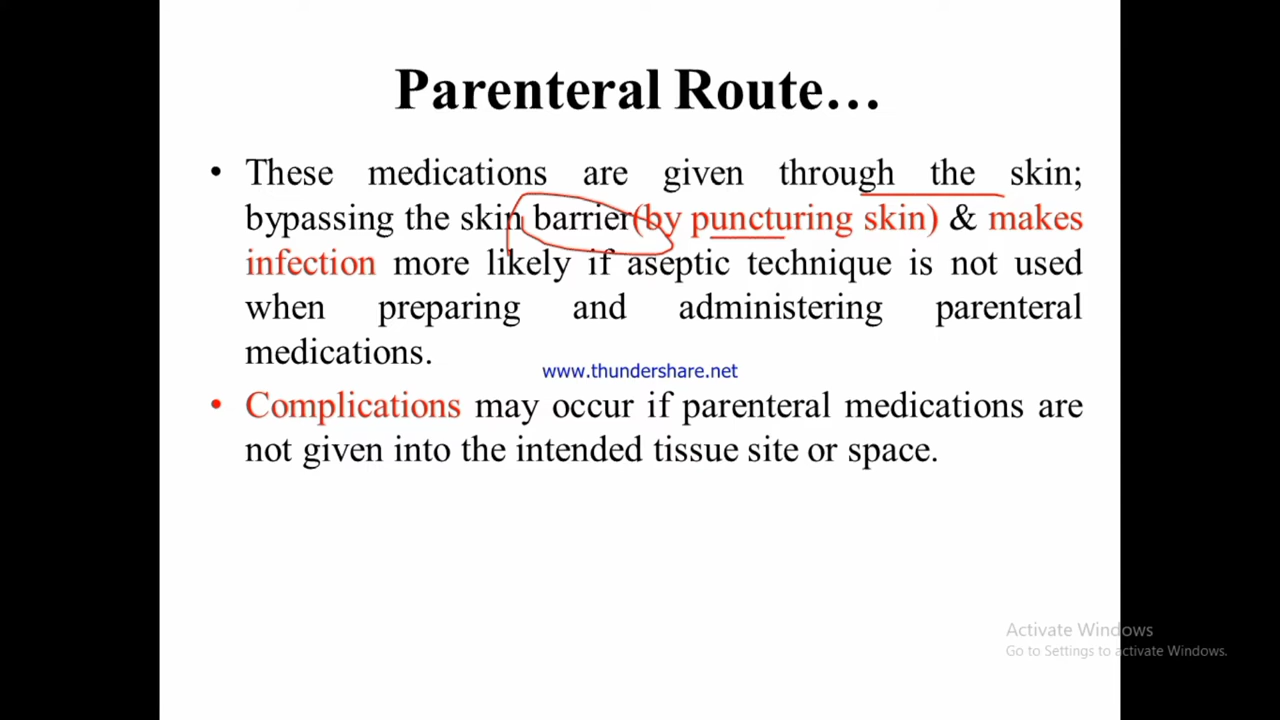 Parenteral Route…
• These medications are given through the skin;
bypassing the skin barrier(by puncturing skin) & makes
infection more likely if aseptic technique is not used
when preparing and administering parenteral
medications.
www.thundershare.net
• Complications may occur if parenteral medications are
not given into the intended tissue site or space.
Activate Windows
Go to Settings to activate Windows.